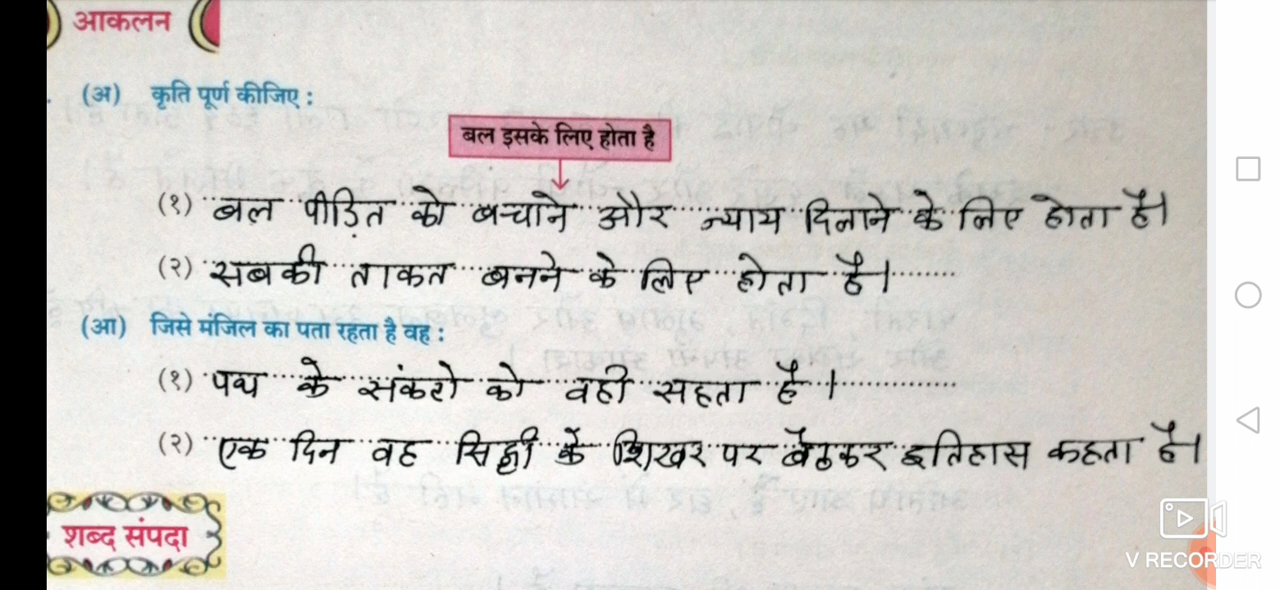 आकलन
(अ) कृति पूर्ण कीजिए :
बल इसके लिए होता है
(१) बल पीड़ित को बचाने और न्याय दिलाने के लिए होता है।
(२) सबकी ताकत बनने के लिए होता है।
(आ) जिसे मंजिल का पता रहता है वह :
(१) पथ के संकटो को वही सहता है।
(२) एक दिन वह सिद्धी के शिखर पर बैठकर इतिहास कहता है।
शब्द संपदा
V RECORDER